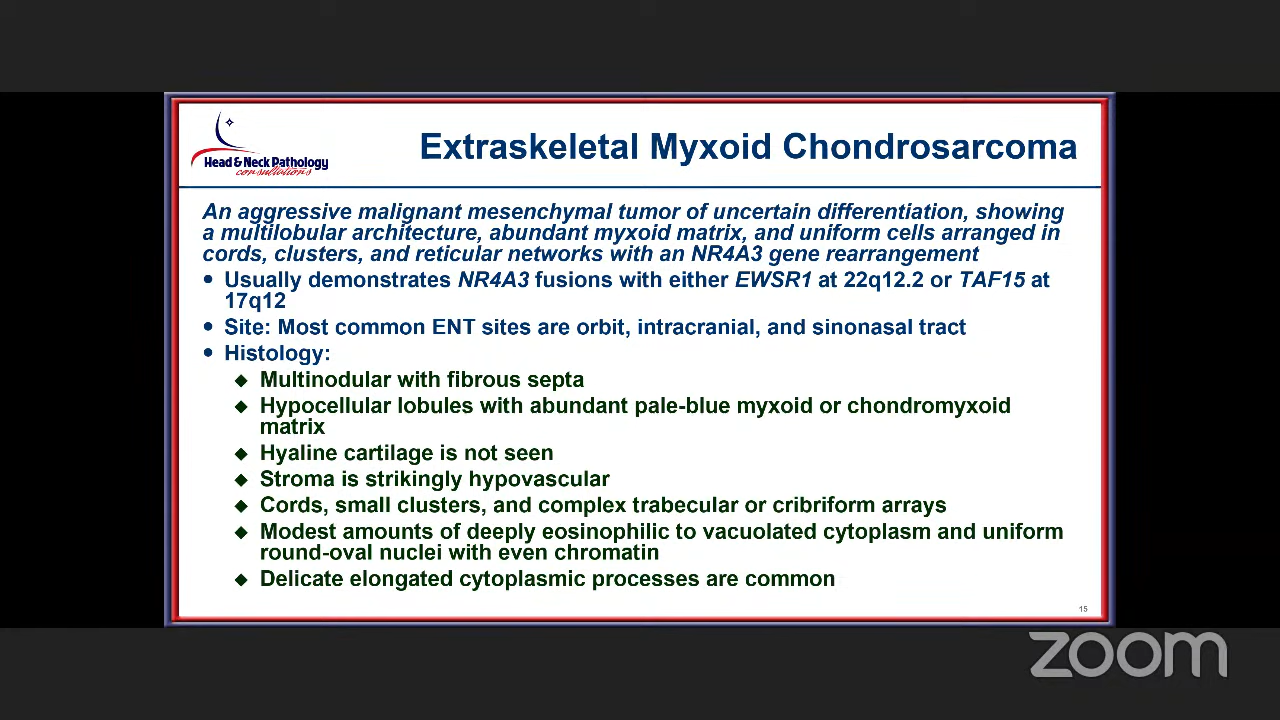 Head & Neck Pathology
consultations
Extraskeletal Myxoid Chondrosarcoma
An aggressive malignant mesenchymal tumor of uncertain differentiation, showing
a multilobular architecture, abundant myxoid matrix, and uniform cells arranged in
cords, clusters, and reticular networks with an NR4A3 gene rearrangement
• Usually demonstrates NR4A3 fusions with either EWSR1 at 22q12.2 or TAF15 at
17q12
• Site: Most common ENT sites are orbit, intracranial, and sinonasal tract
• Histology:
◆ Multinodular with fibrous septa
◆ Hypocellular lobules with abundant pale-blue myxoid or chondromyxoid
matrix
◆ Hyaline cartilage is not seen
◆ Stroma is strikingly hypovascular
◆ Cords, small clusters, and complex trabecular or cribriform arrays
◆ Modest amounts of deeply eosinophilic to vacuolated cytoplasm and uniform
round-oval nuclei with even chromatin
◆ Delicate elongated cytoplasmic processes are common
15
zoom